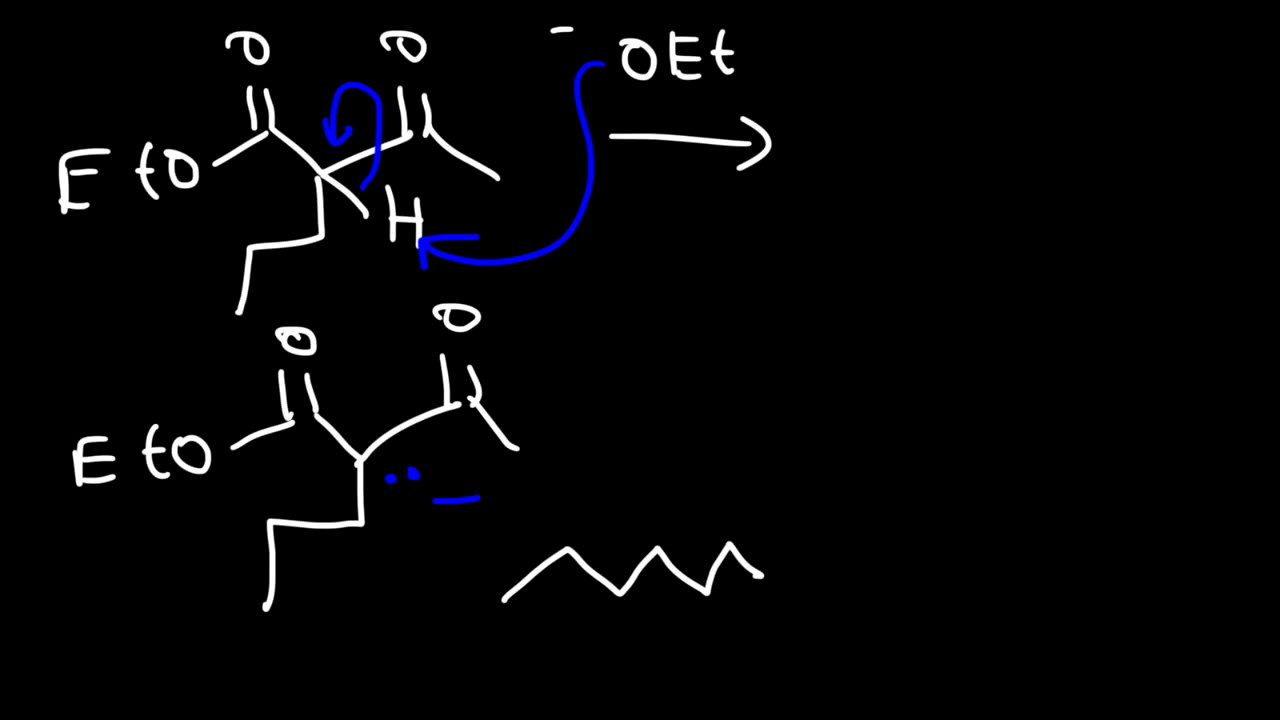 O O - OEt
EtO
H
O O
EtO